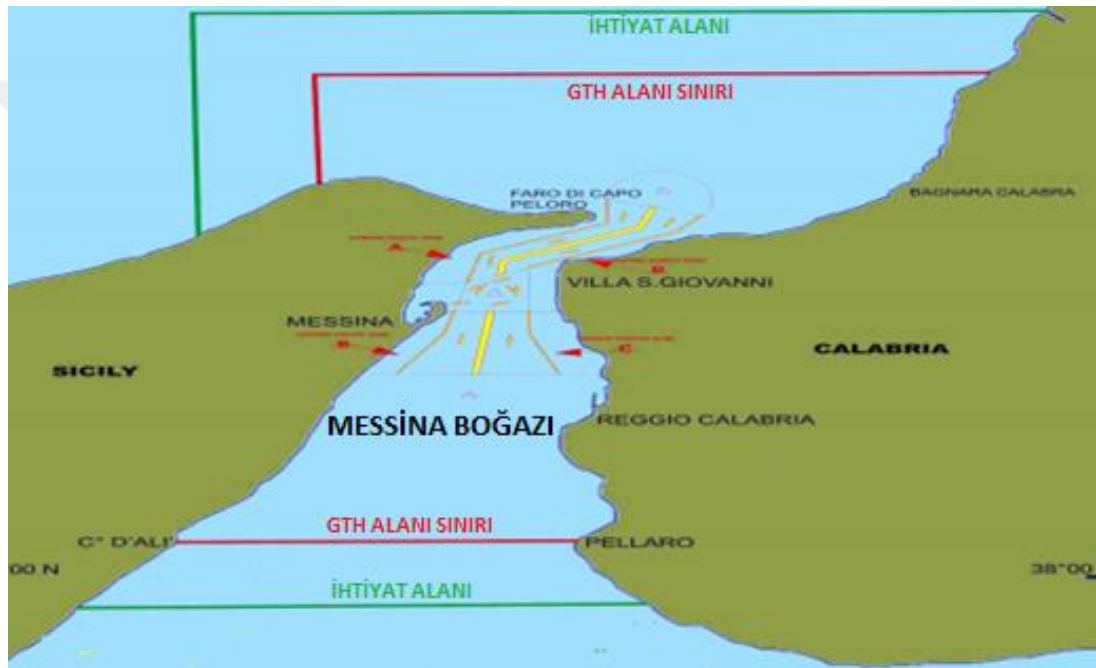 İHTİYAT ALANI
GTH ALANI SINIRI
FARO DI CAPO
PELORO
BAGNARA CALABRA
A
B
VILLA S.GIOVANNI
MESSINA
B
C
CALABRIA
SICILY
MESSİNA BOĞAZI
REGGIO CALABRIA
GTH ALANI SINIRI
C° D'ALI'
PELLARO
00 N
38°00
İHTİYAT ALANI